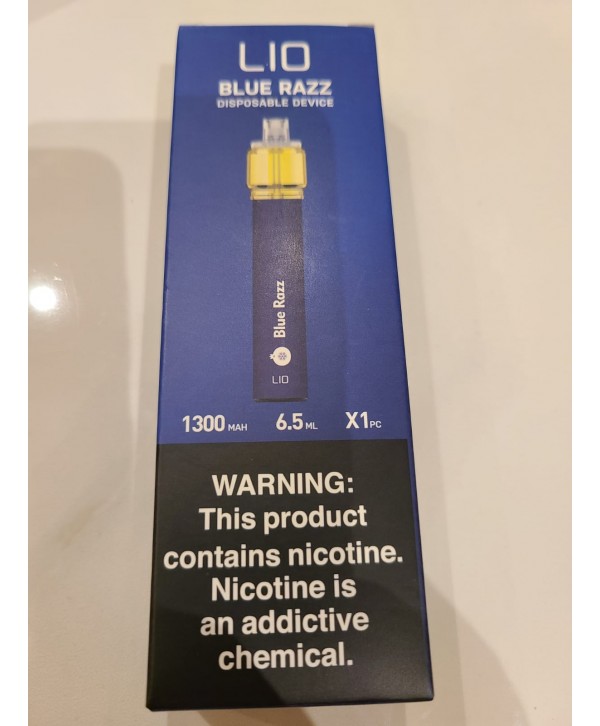 LIO
BLUE RAZZ
DISPOSABLE DEVICE
Blue Razz
LIO
1300 MAH 6.5 ML X1 PC
WARNING:
This product
contains nicotine.
Nicotine is
an addictive
chemical.